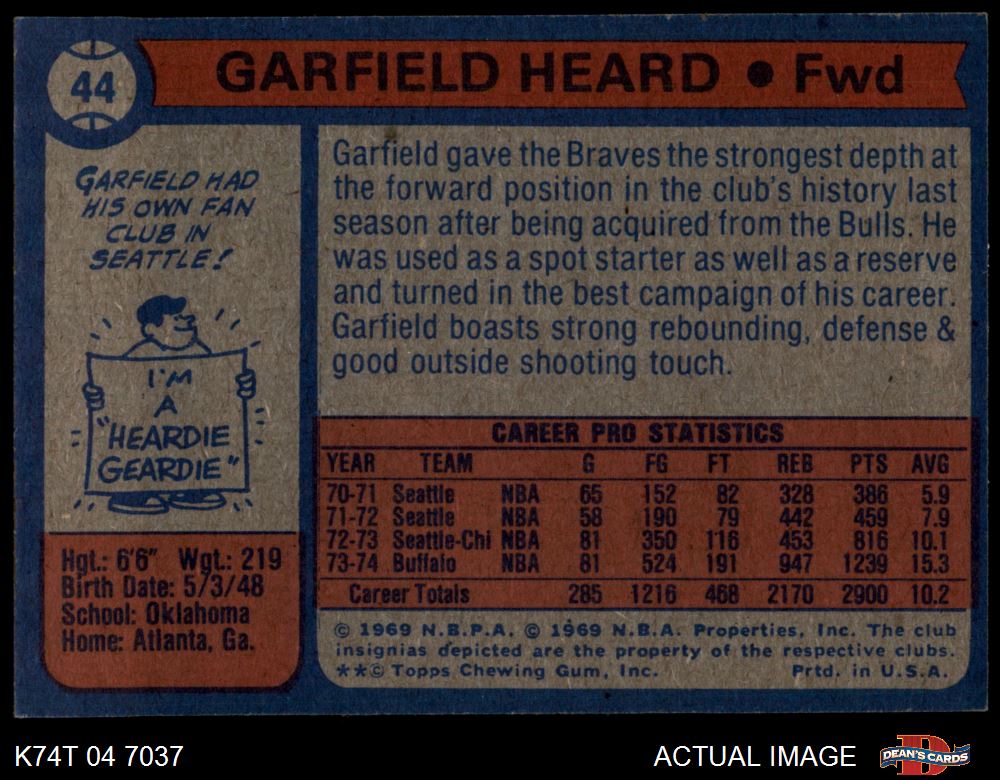 44
GARFIELD HEARD • Fwd
GARFIELD HAD
HIS OWN FAN
CLUB IN
SEATTLE!
I'M
A
"HEARDIE
GEARDIE"
Hgt.: 6'6" Wgt.: 219
Birth Date: 5/3/48
School: Oklahoma
Home: Atlanta, Ga.
Garfield gave the Braves the strongest depth at
the forward position in the club's history last
season after being acquired from the Bulls. He
was used as a spot starter as well as a reserve
and turned in the best campaign of his career.
Garfield boasts strong rebounding, defense &
good outside shooting touch.
CAREER PRO STATISTICS
YEAR TEAM G FG FT REB PTS AVG
70-71 Seattle NBA 65 152 82 328 386 5.9
71-72 Seattle NBA 58 190 79 442 459 7.9
72-73 Seattle-Chi NBA 81 350 116 453 816 10.1
73-74 Buffalo NBA 81 524 191 947 1239 15.3
Career Totals 285 1216 468 2170 2900 10.2
© 1969 N.B.P.A. © 1969 N.B.A. Properties, Inc. The club
insignias depicted are the property of the respective clubs.
**© Topps Chewing Gum, Inc. Prtd. in U.S.A.
K74T 04 7037
ACTUAL IMAGE
D
DEAN'S CARDS